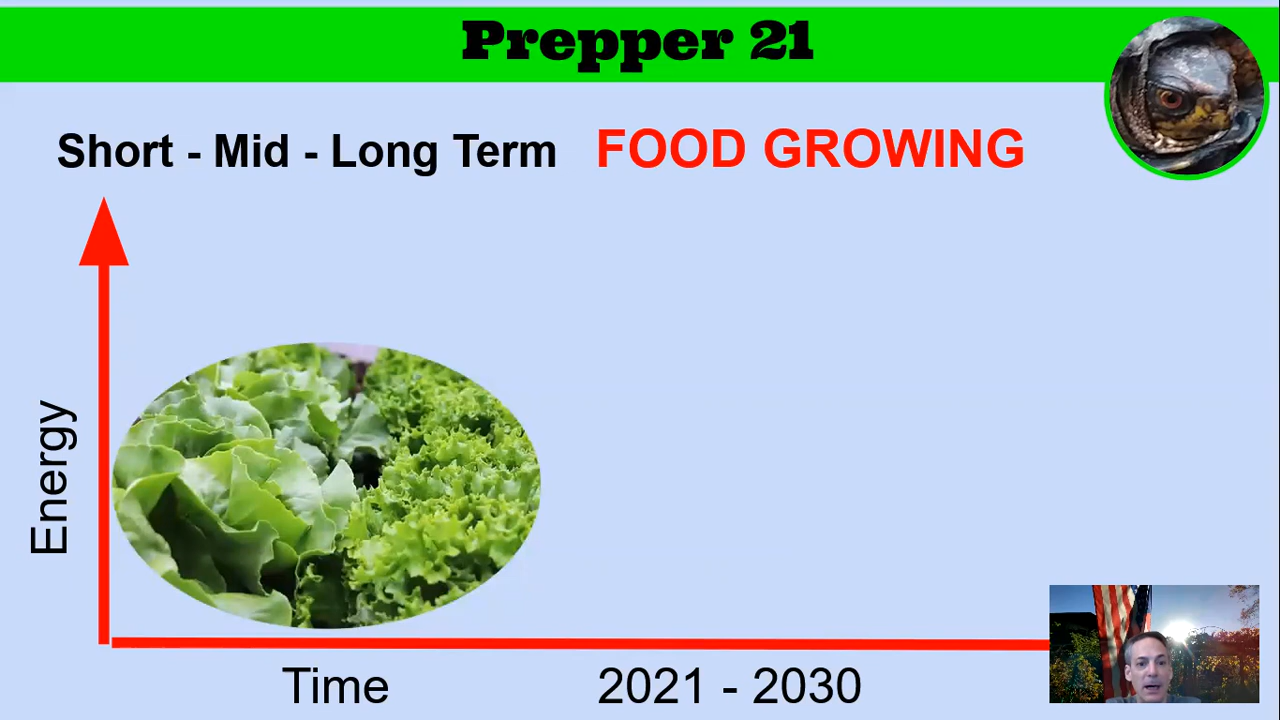 Prepper 21
Short - Mid - Long Term FOOD GROWING
Energy
Time 2021 - 2030